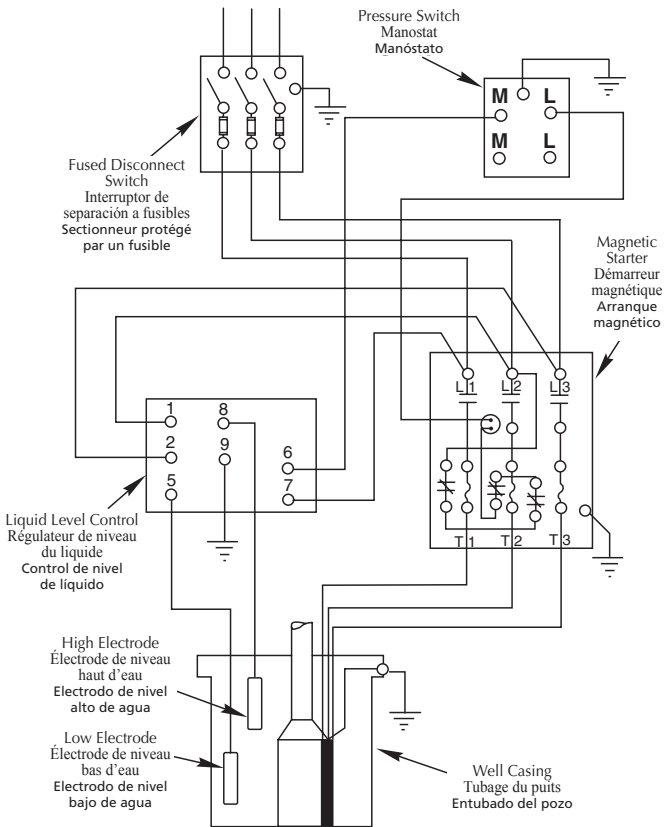 Pressure Switch
Manostat
Manóstato
M L
M L
Fused Disconnect
Switch
Interruptor de
separación a fusibles
Sectionneur protégé
par un fusible
Magnetic
Starter
Démarreur
magnétique
Arranque
magnético
L1 L2 L3
1 8
2 9 6
5 7
Liquid Level Control
Régulateur de niveau
du liquide
Control de nivel
de líquido
T1 T2 T3
High Electrode
Électrode de niveau
haut d'eau
Electrodo de nivel
alto de agua
Low Electrode
Électrode de niveau
bas d'eau
Electrodo de nivel
bajo de agua
Well Casing
Tubage du puits
Entubado del pozo